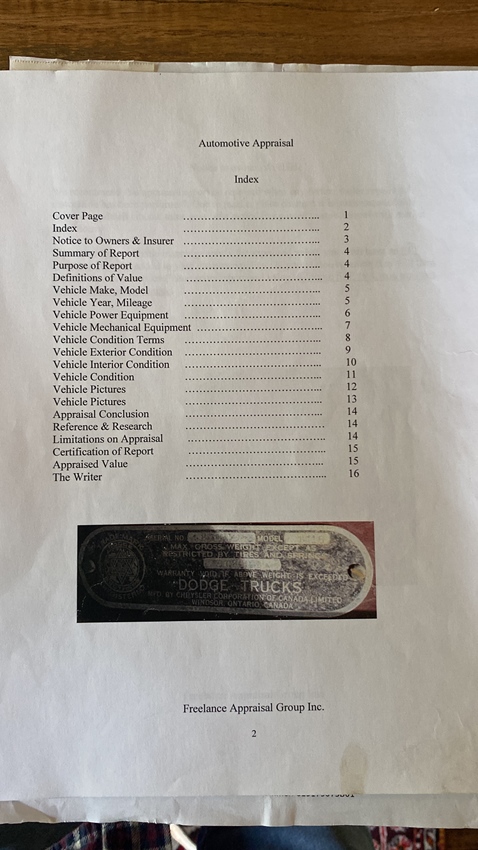 Automotive Appraisal
Index
Cover Page ........................................ 1
Index ........................................ 2
Notice to Owners & Insurer ........................................ 3
Summary of Report ........................................ 4
Purpose of Report ........................................ 4
Definitions of Value ........................................ 4
Vehicle Make, Model ........................................ 5
Vehicle Year, Mileage ........................................ 5
Vehicle Power Equipment ........................................ 6
Vehicle Mechanical Equipment ........................................ 7
Vehicle Condition Terms ........................................ 8
Vehicle Exterior Condition ........................................ 9
Vehicle Interior Condition ........................................ 10
Vehicle Condition ........................................ 11
Vehicle Pictures ........................................ 12
Vehicle Pictures ........................................ 13
Appraisal Conclusion ........................................ 14
Reference & Research ........................................ 14
Limitations on Appraisal ........................................ 14
Certification of Report ........................................ 15
Appraised Value ........................................ 15
The Writer ........................................ 16
SERIAL NO. MODEL
MAX. GROSS WEIGHT EXCEPT AS
RESTRICTED BY TIRES AND SPRINGS
WARRANTY VOID IF ABOVE WEIGHT IS EXCEEDED
DODGE TRUCKS
MFD BY CHRYSLER CORPORATION OF CANADA LIMITED
WINDSOR, ONTARIO, CANADA
Freelance Appraisal Group Inc.
2